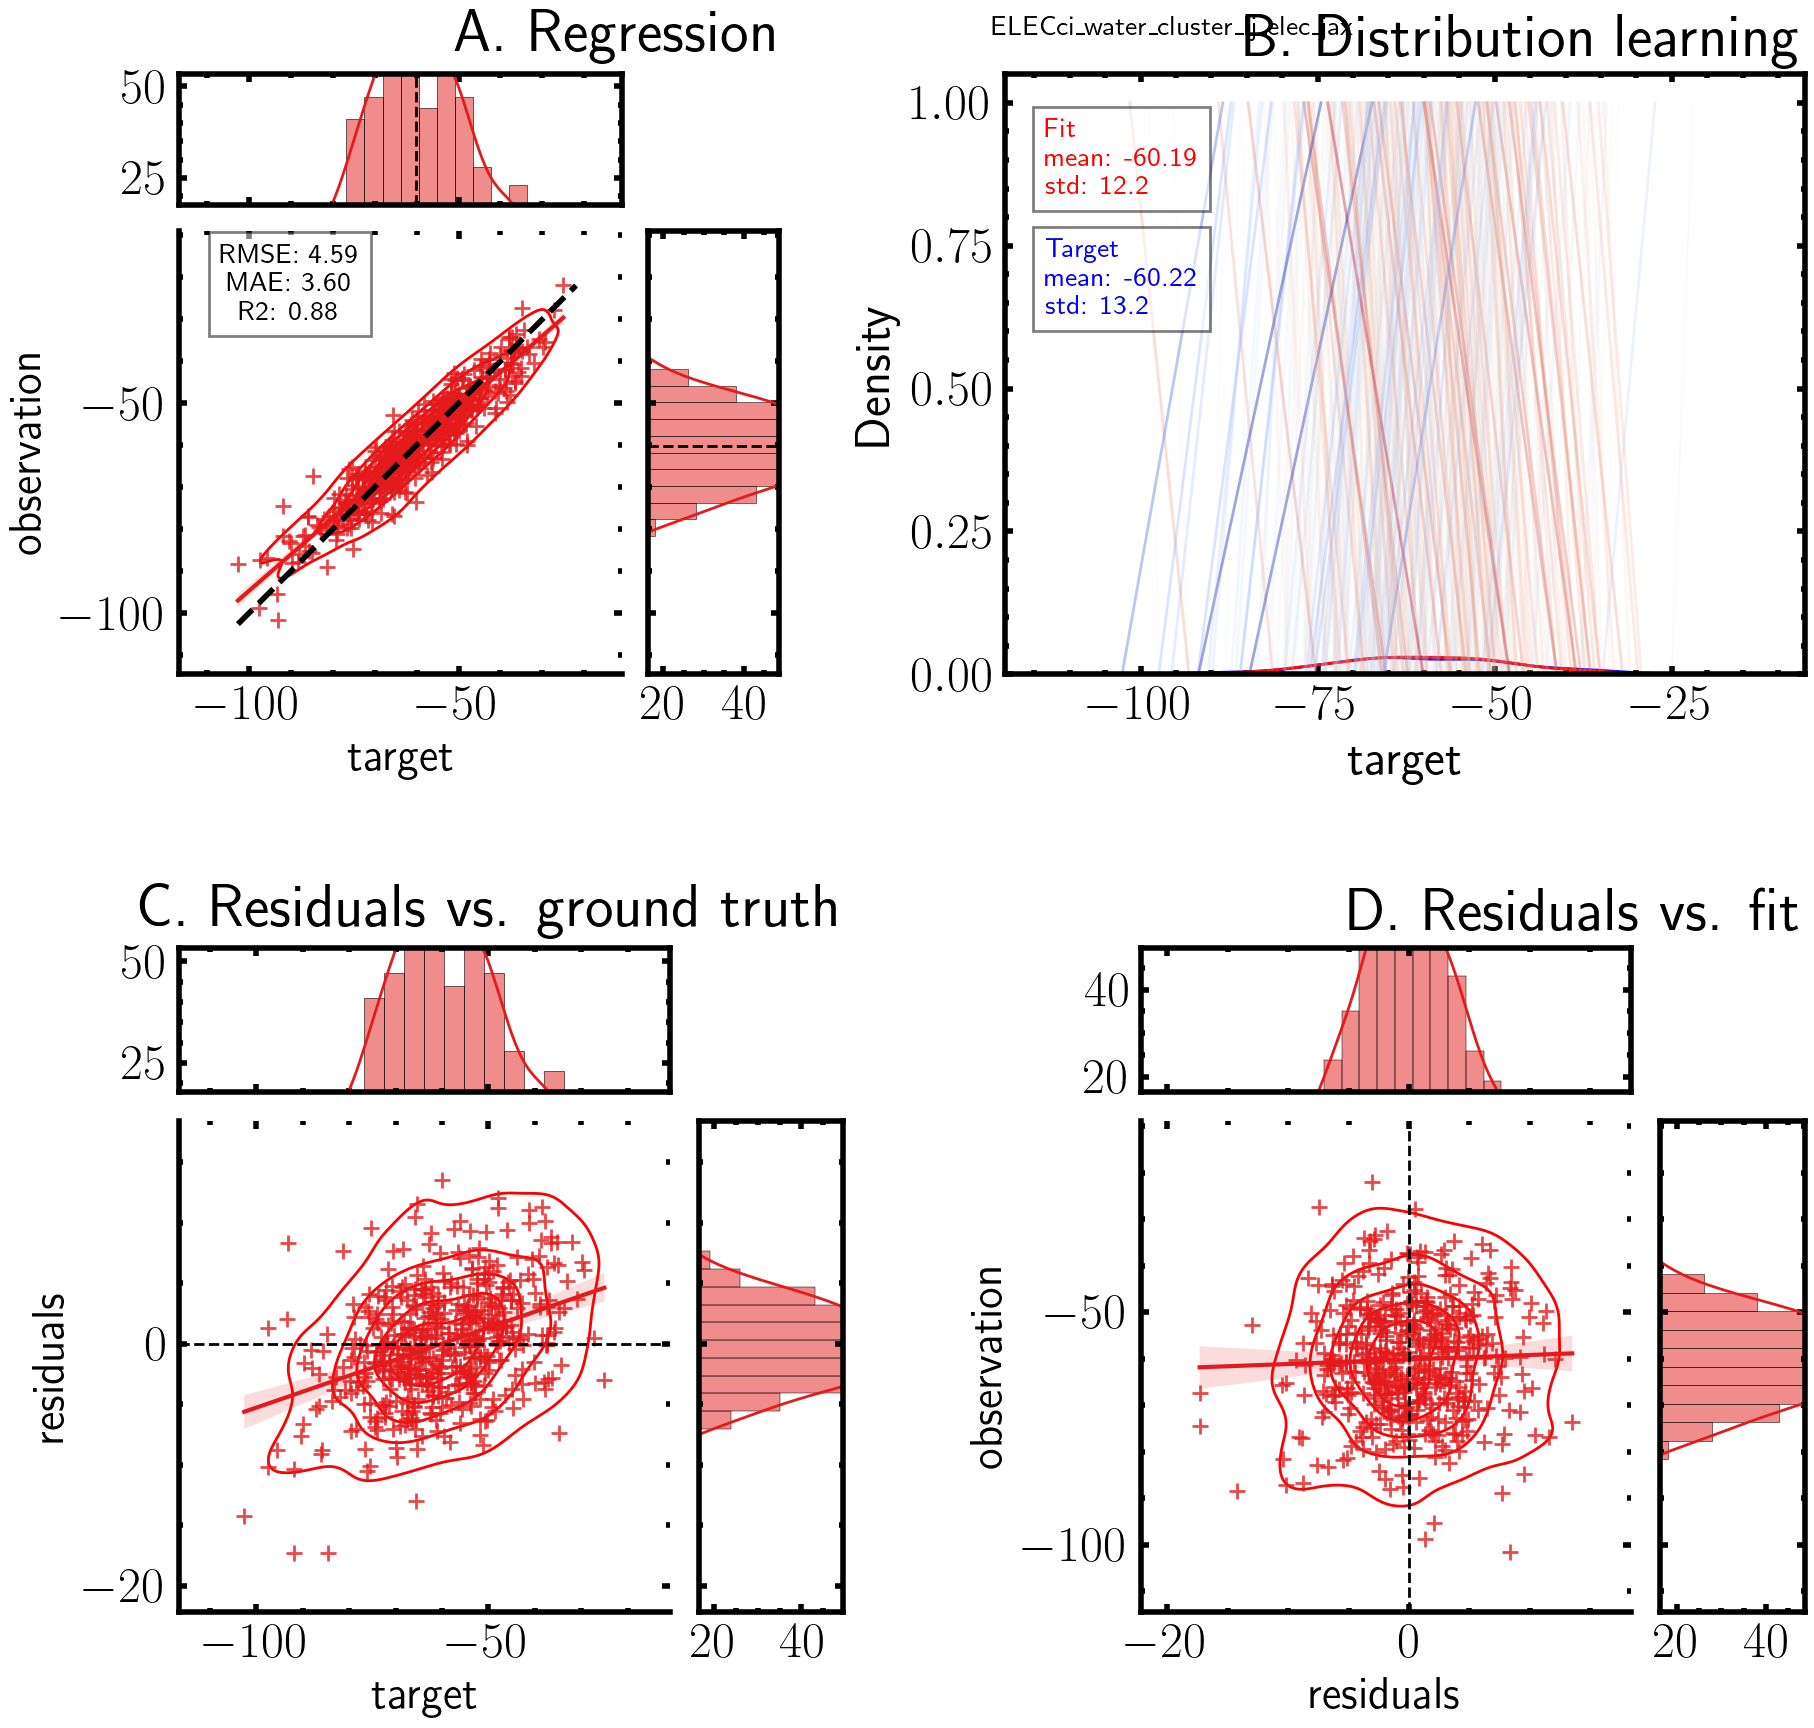 A. Regression
50
25
RMSE: 4.59
MAE: 3.60
R2: 0.88
observation
−50
−100
−100
−50
20
40
target
ELECci_water_cluster_lj_elec_jax
B. Distribution learning
1.00
Fit
mean: -60.19
std: 12.2
0.75
Target
mean: -60.22
std: 13.2
Density
0.50
0.25
0.00
−100
−75
−50
−25
target
C. Residuals vs. ground truth
50
25
residuals
0
−20
−100
−50
20
40
target
D. Residuals vs. fit
40
20
observation
−50
−100
−20
0
20
40
residuals